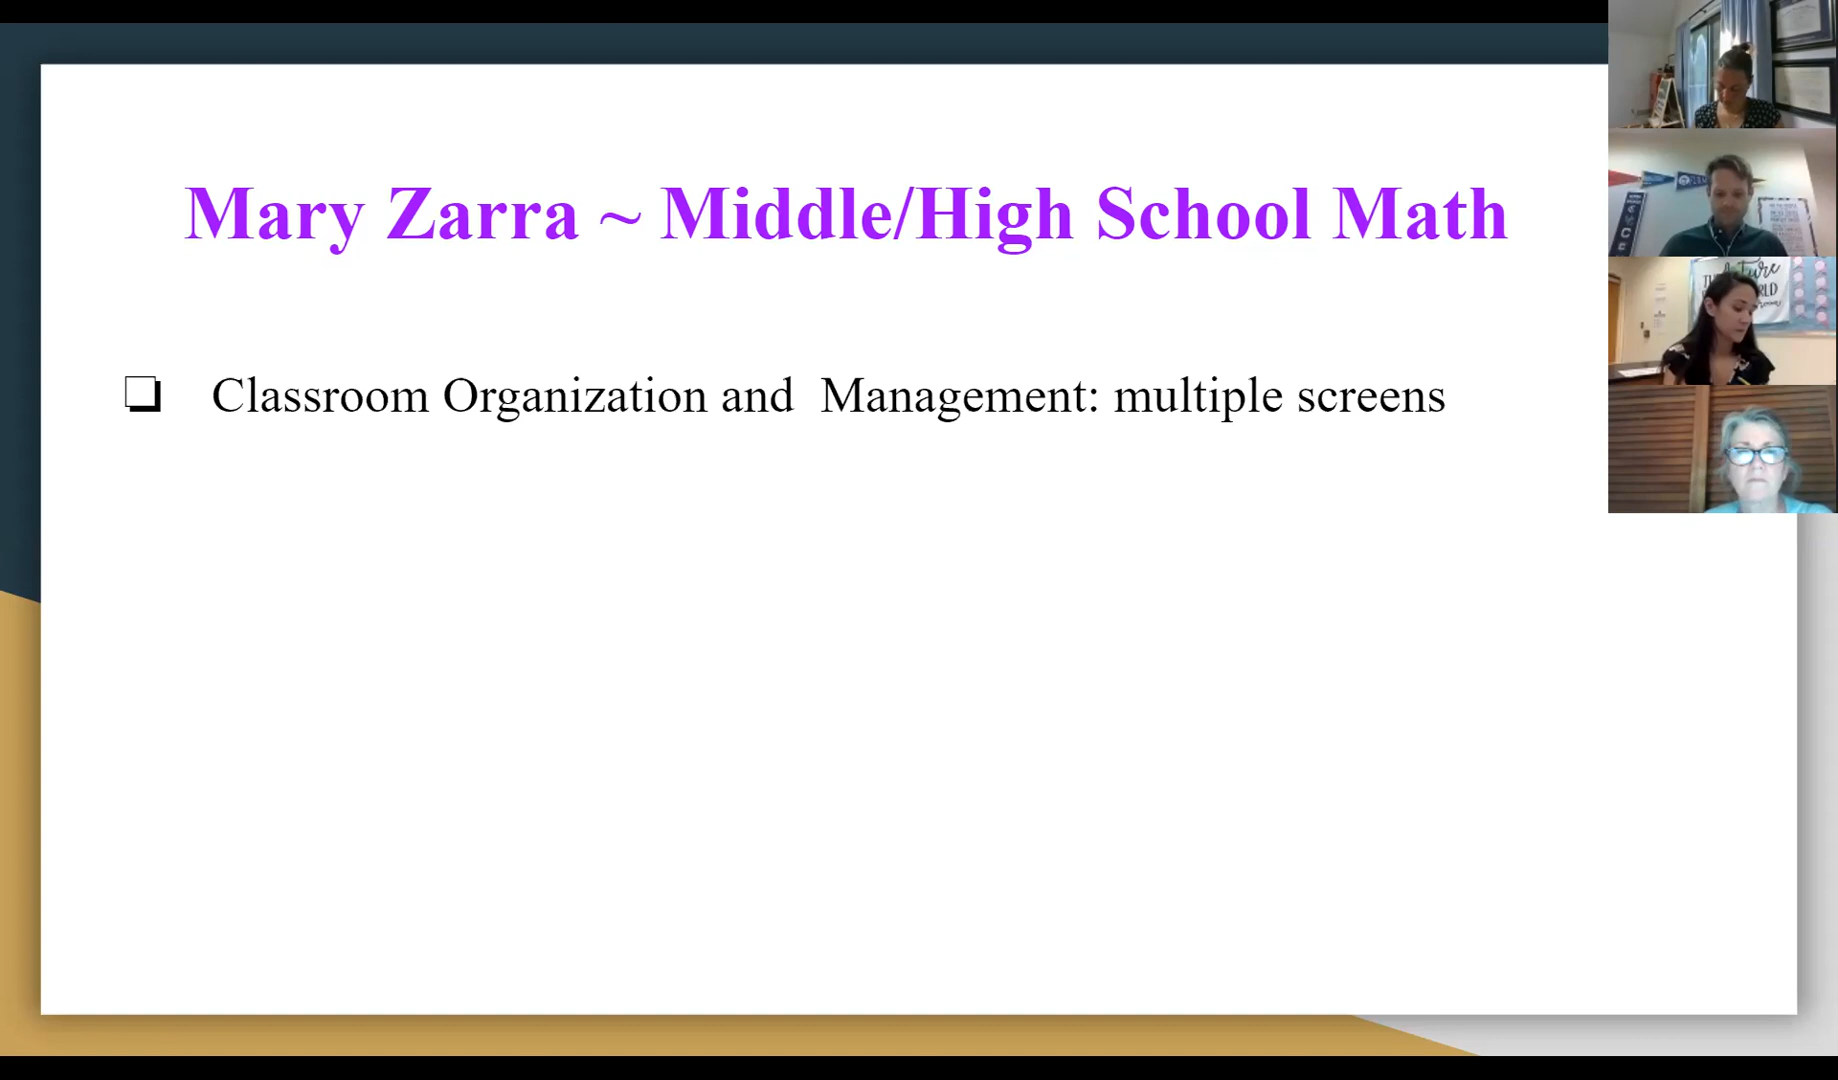 Mary Zarra ~ Middle/High School Math
❏ Classroom Organization and  Management: multiple screens